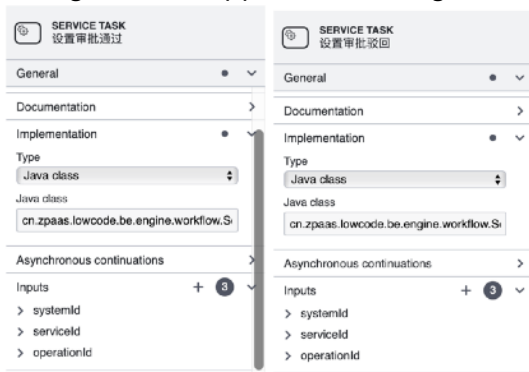 SERVICE TASK
设置审批通过
General
Documentation
Implementation
Type
Java class
Java class
cn.zpaas.lowcode.be.engine.workflow.S
Asynchronous continuations
Inputs + 3
systemId
serviceId
operationId
SERVICE TASK
设置审批驳回
General
Documentation
Implementation
Type
Java class
Java class
cn.zpaas.lowcode.be.engine.workflow.S
Asynchronous continuations
Inputs + 3
systemId
serviceId
operationId